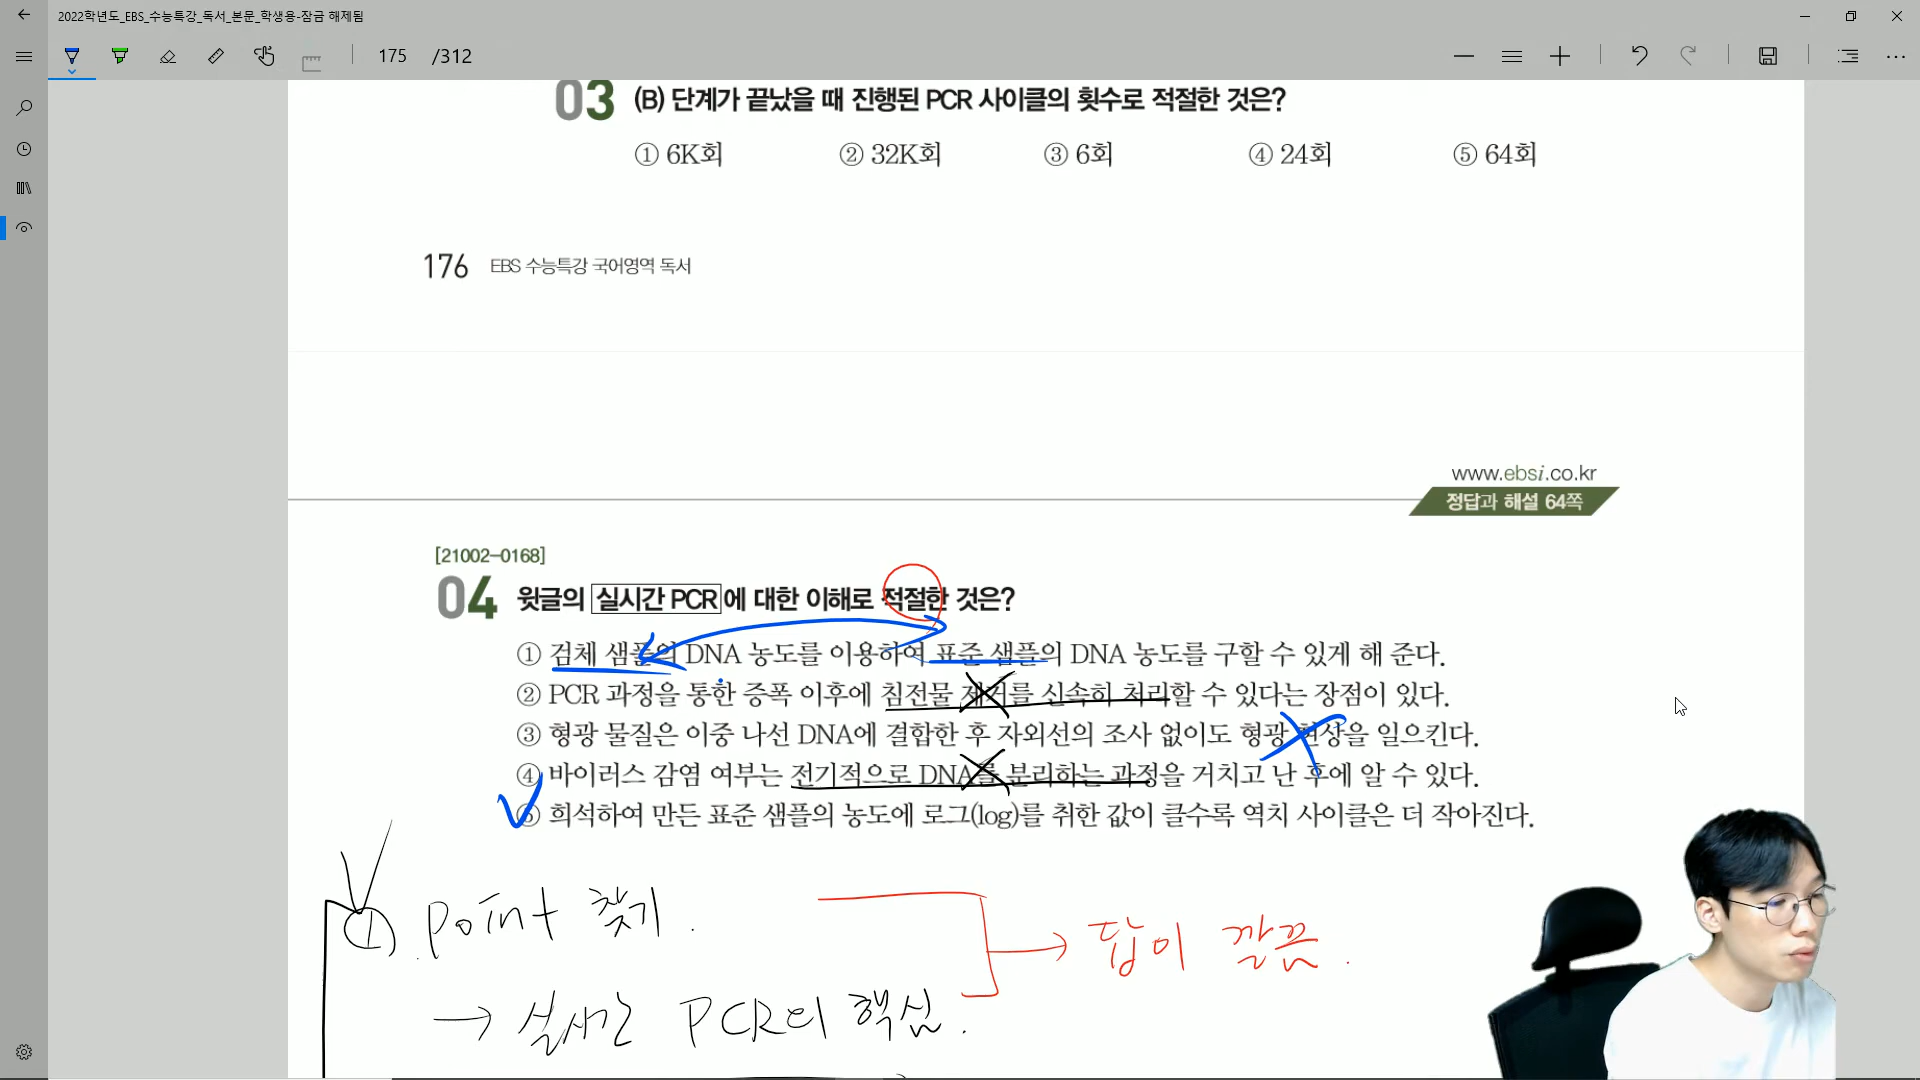 2022학년도_EBS_수능특강_독서_본문_학생용-잠금 해제됨
175 /312
03 (B) 단계가 끝났을 때 진행된 PCR 사이클의 횟수로 적절한 것은?
① 6K회 ② 32K회 ③ 6회 ④ 24회 ⑤ 64회
176 EBS 수능특강 국어영역 독서
www.ebsi.co.kr
정답과 해설 64쪽
[21002-0168]
04 윗글의 실시간 PCR에 대한 이해로 적절한 것은?
① 검체 샘플의 DNA 농도를 이용하여 표준 샘플의 DNA 농도를 구할 수 있게 해 준다.
② PCR 과정을 통한 증폭 이후에 침전물 제거를 신속히 처리할 수 있다는 장점이 있다.
③ 형광 물질은 이중 나선 DNA에 결합한 후 자외선의 조사 없이도 형광 현상을 일으킨다.
④ 바이러스 감염 여부는 전기적으로 DNA를 분리하는 과정을 거치고 난 후에 알 수 있다.
⑤ 희석하여 만든 표준 샘플의 농도에 로그(log)를 취한 값이 클수록 역치 사이클은 더 작아진다.
① point 찾기.
→ 답이 깔끔.
→ 실시간 PCR의 핵심.